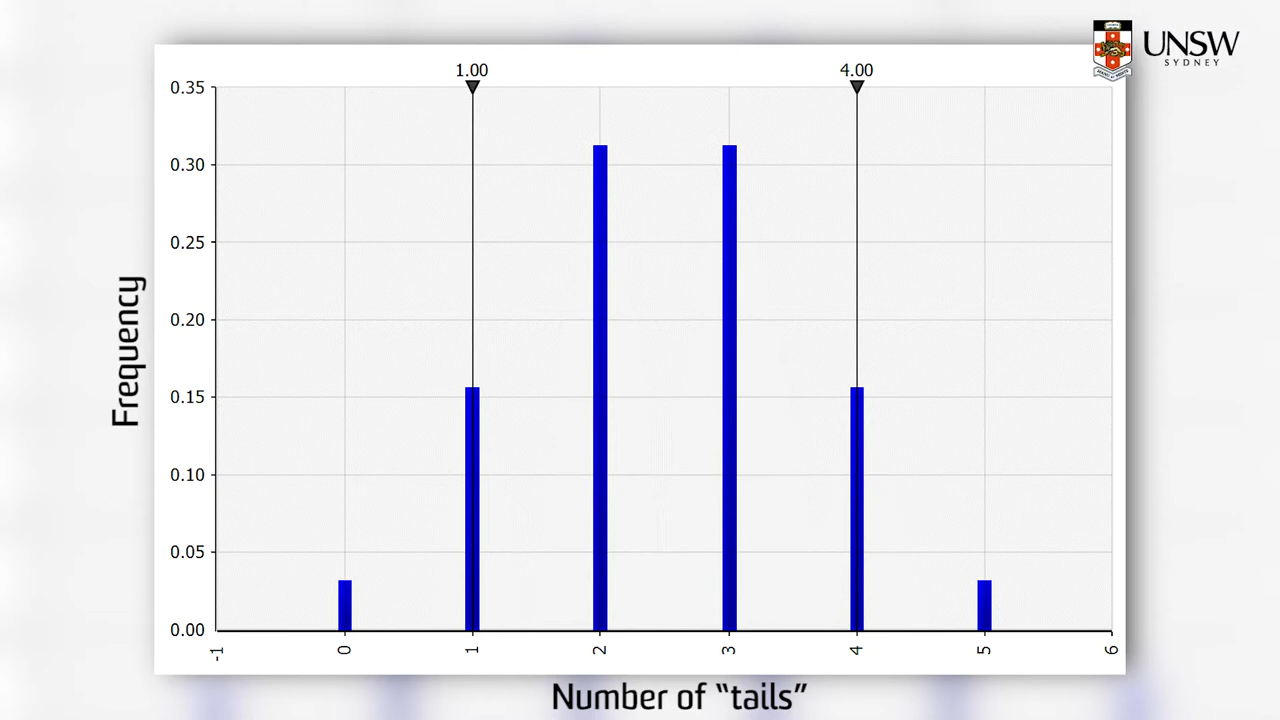 UNSW
SYDNEY
1.00 4.00
0.35
0.30
0.25
0.20
0.15
0.10
0.05
0.00
Frequency
-1 0 1 2 3 4 5 6
Number of “tails”